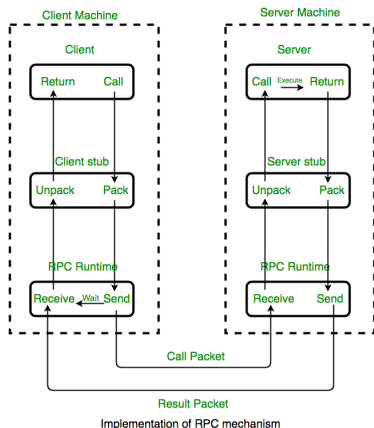 Client Machine
Server Machine
Client
Server
Return Call
Call Execute Return
Client stub
Server stub
Unpack Pack
Unpack Pack
RPC Runtime
RPC Runtime
Receive Wait Send
Receive Send
Call Packet
Result Packet
Implementation of RPC mechanism